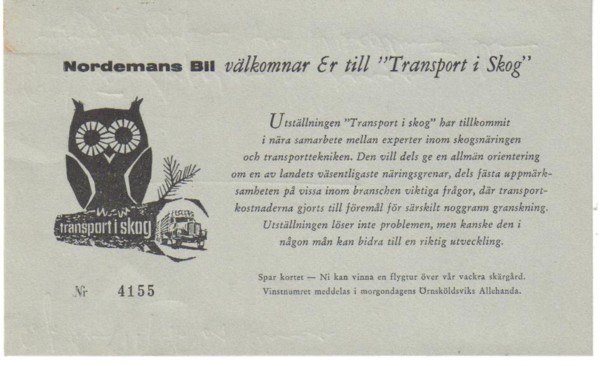 Nordemans Bil välkomnar Er till "Transport i Skog"
Utställningen "Transport i skog" har tillkommit
i nära samarbete mellan experter inom skogsnäringen
och transporttekniken. Den vill dels ge en allmän orientering
om en av landets väsentligaste näringsgrenar, dels fästa uppmärk-
samheten på vissa inom branschen viktiga frågor, där transport-
kostnaderna gjorts till föremål för särskilt noggrann granskning.
Utställningen löser inte problemen, men kanske den i
någon mån kan bidra till en riktig utveckling.
transport i skog
Nr 4155
Spar kortet — Ni kan vinna en flygtur över vår vackra skärgård.
Vinstnumret meddelas i morgondagens Örnsköldsviks Allehanda.